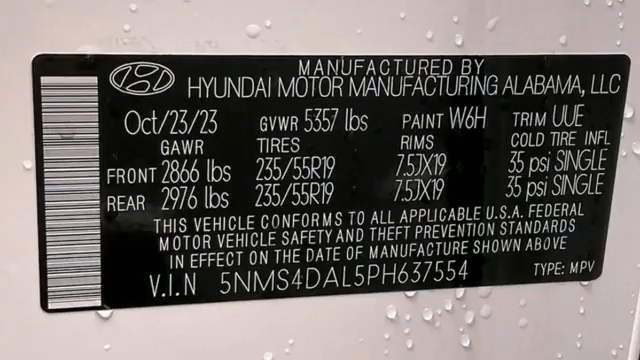 MANUFACTURED BY
HYUNDAI MOTOR MANUFACTURING ALABAMA, LLC
Oct/23/23 GVWR 5357 lbs PAINT W6H TRIM UUE
GAWR TIRES RIMS COLD TIRE INFL
FRONT 2866 lbs 235/55R19 7.5JX19 35 psi SINGLE
REAR 2976 lbs 235/55R19 7.5JX19 35 psi SINGLE
THIS VEHICLE CONFORMS TO ALL APPLICABLE U.S.A. FEDERAL
MOTOR VEHICLE SAFETY AND THEFT PREVENTION STANDARDS
IN EFFECT ON THE DATE OF MANUFACTURE SHOWN ABOVE
V.I.N 5NMS4DAL5PH637554 TYPE: MPV